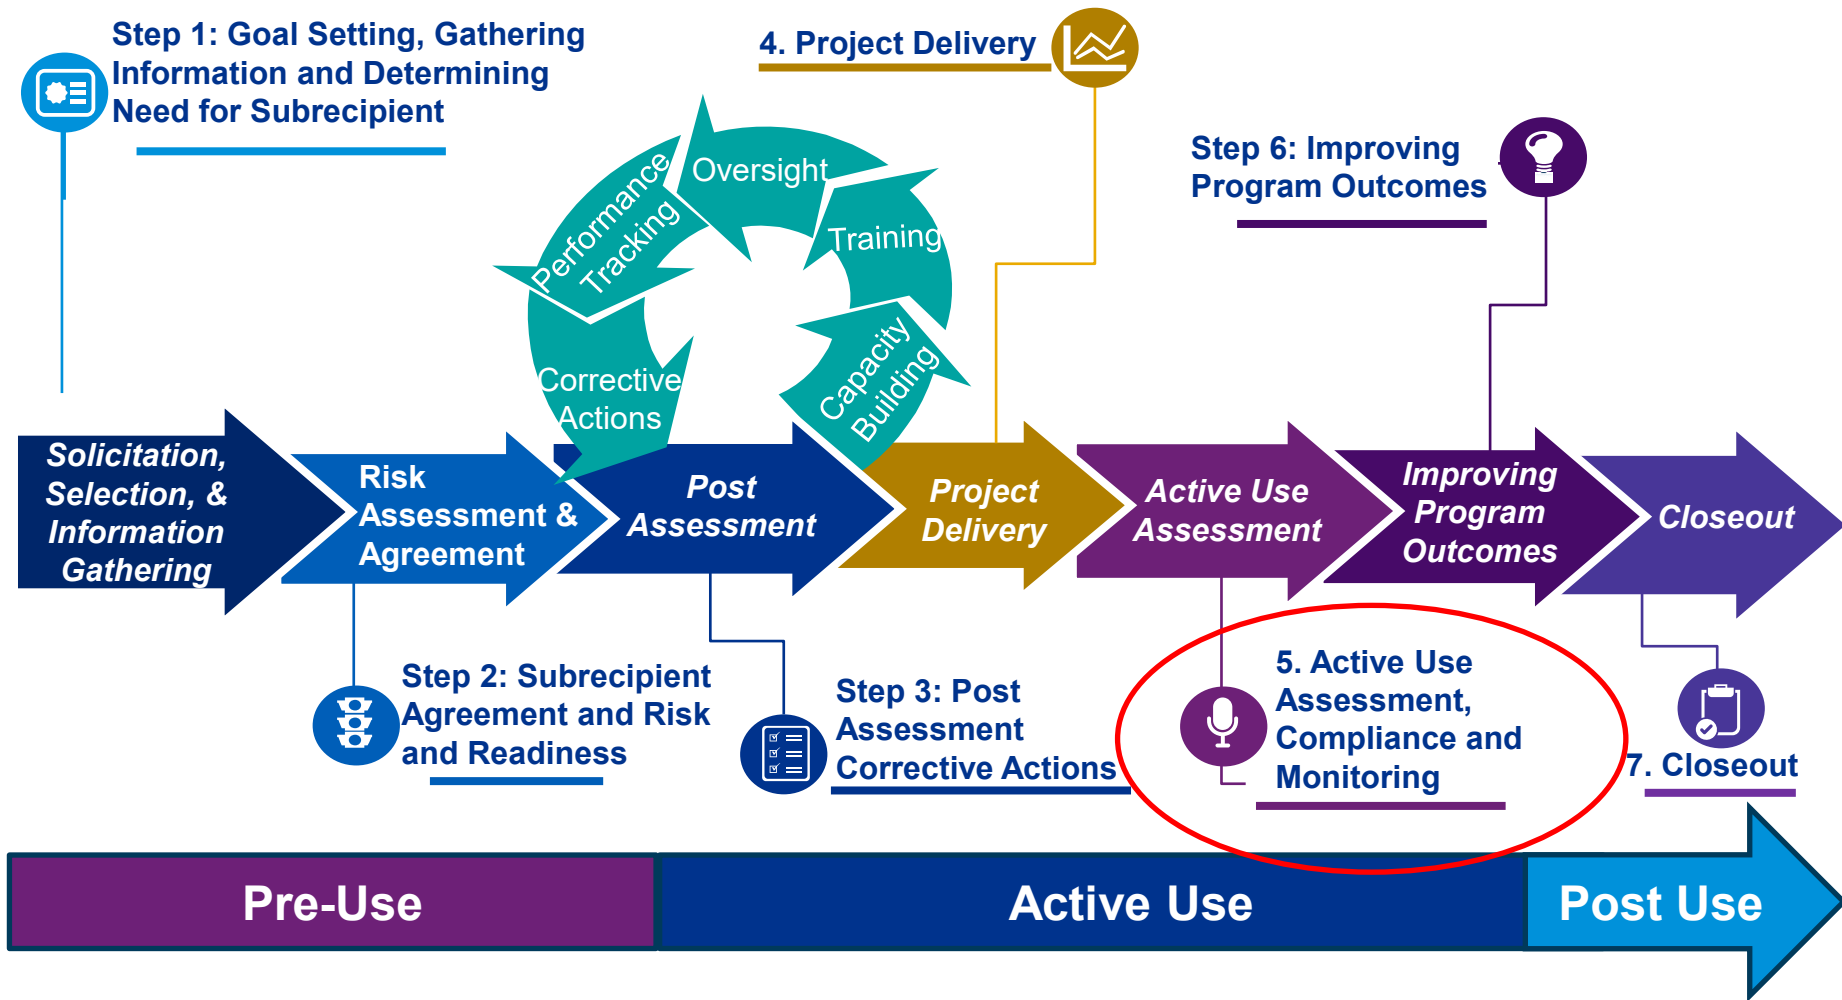 Step 1: Goal Setting, Gathering
Information and Determining
Need for Subrecipient
4. Project Delivery
Step 6: Improving
Program Outcomes
Oversight
Performance
Tracking
Training
Corrective
Actions
Capacity
Building
Solicitation,
Selection, &
Information
Gathering
Risk
Assessment &
Agreement
Post
Assessment
Project
Delivery
Active Use
Assessment
Improving
Program
Outcomes
Closeout
Step 2: Subrecipient
Agreement and Risk
and Readiness
Step 3: Post
Assessment
Corrective Actions
5. Active Use
Assessment,
Compliance and
Monitoring
7. Closeout
Pre-Use
Active Use
Post Use